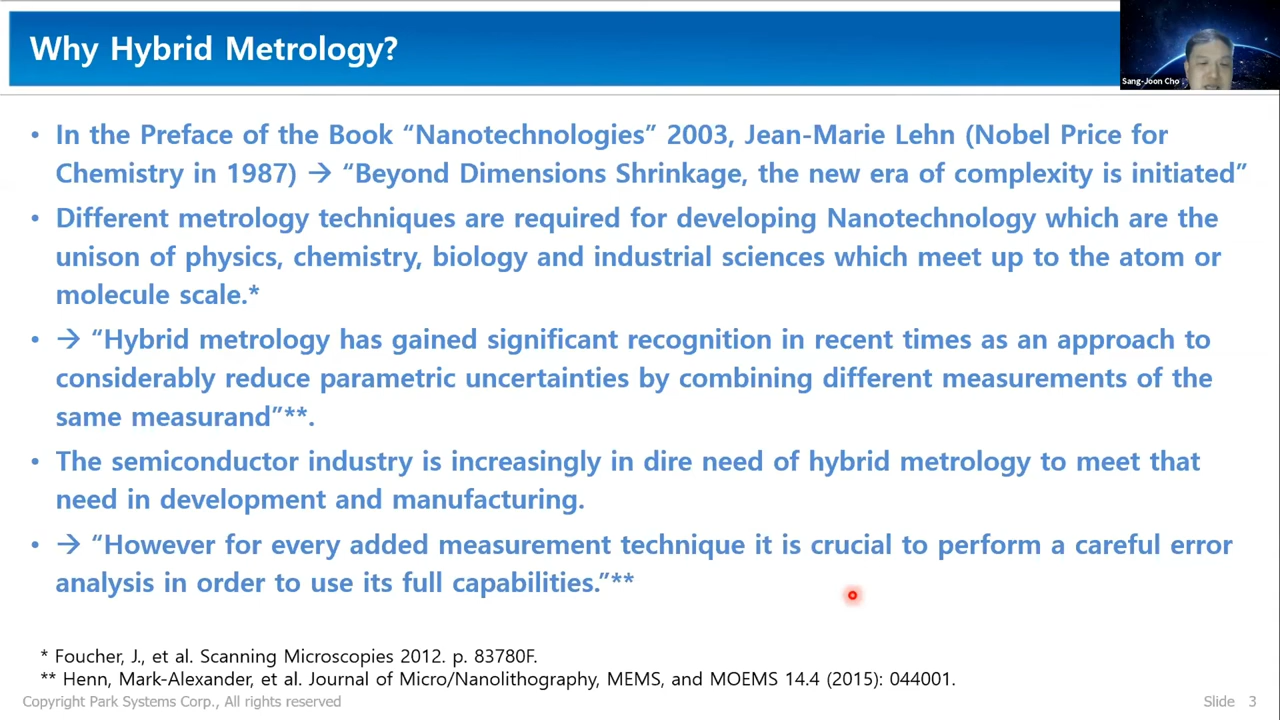 Why Hybrid Metrology?
Sang-Joon Cho
• In the Preface of the Book “Nanotechnologies” 2003, Jean-Marie Lehn (Nobel Price for
Chemistry in 1987) → “Beyond Dimensions Shrinkage, the new era of complexity is initiated”
• Different metrology techniques are required for developing Nanotechnology which are the
unison of physics, chemistry, biology and industrial sciences which meet up to the atom or
molecule scale.*
• → “Hybrid metrology has gained significant recognition in recent times as an approach to
considerably reduce parametric uncertainties by combining different measurements of the
same measurand”**.
• The semiconductor industry is increasingly in dire need of hybrid metrology to meet that
need in development and manufacturing.
• → “However for every added measurement technique it is crucial to perform a careful error
analysis in order to use its full capabilities.”**
* Foucher, J., et al. Scanning Microscopies 2012. p. 83780F.
** Henn, Mark-Alexander, et al. Journal of Micro/Nanolithography, MEMS, and MOEMS 14.4 (2015): 044001.
Copyright Park Systems Corp., All rights reserved
Slide 3